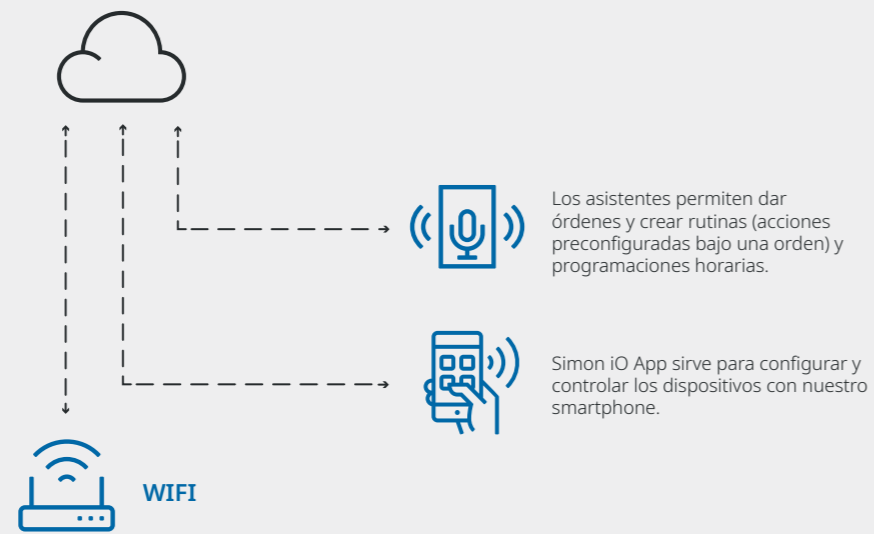 Los asistentes permiten dar
órdenes y crear rutinas (acciones
preconfiguradas bajo una orden) y
programaciones horarias.
Simon iO App sirve para configurar y
controlar los dispositivos con nuestro
smartphone.
WIFI